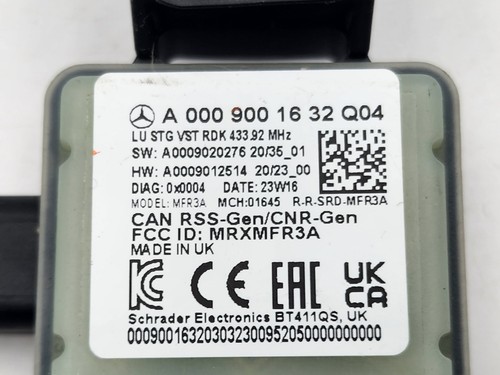 A 000 900 16 32 Q04
LU STG VST RDK 433.92 MHz
SW: A0009020276 20/35_01
HW: A0009012514 20/23_00
DIAG: 0x0004 DATE: 23W16
MODEL: MFR3A MCH:01645 R-R-SRD-MFR3A
CAN RSS-Gen/CNR-Gen
FCC ID: MRXMFR3A
MADE IN UK
CE EAC UK CA
Schrader Electronics BT411QS, UK
00090016320303230095205000000000000